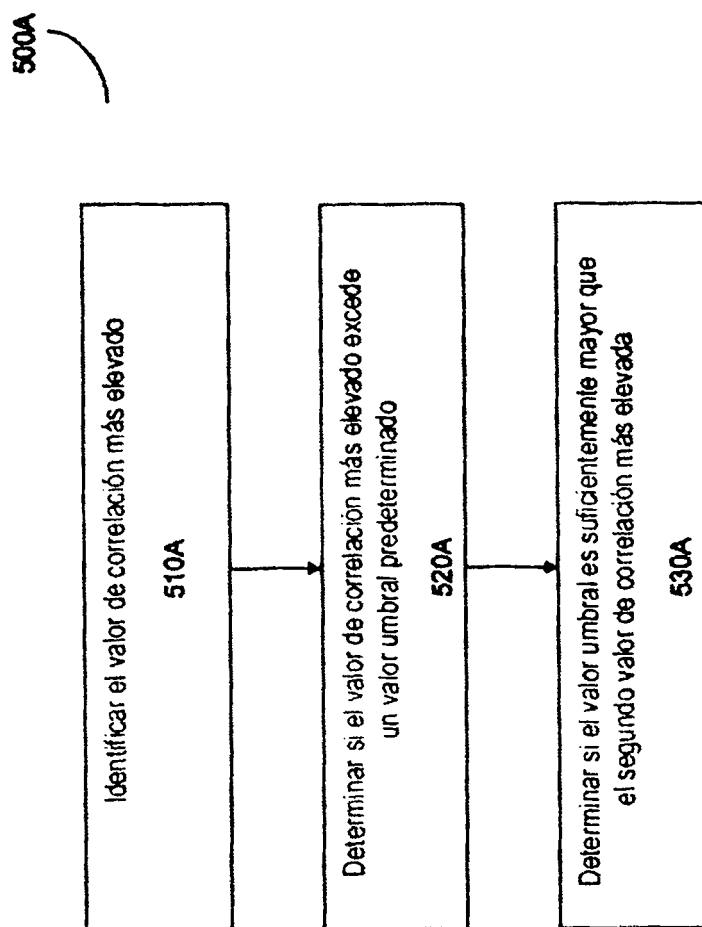 500A
Identificar el valor de correlación más elevado
510A
Determinar si el valor de correlación más elevado excede
un valor umbral predeterminado
520A
Determinar si el valor umbral es suficientemente mayor que
el segundo valor de correlación más elevada
530A